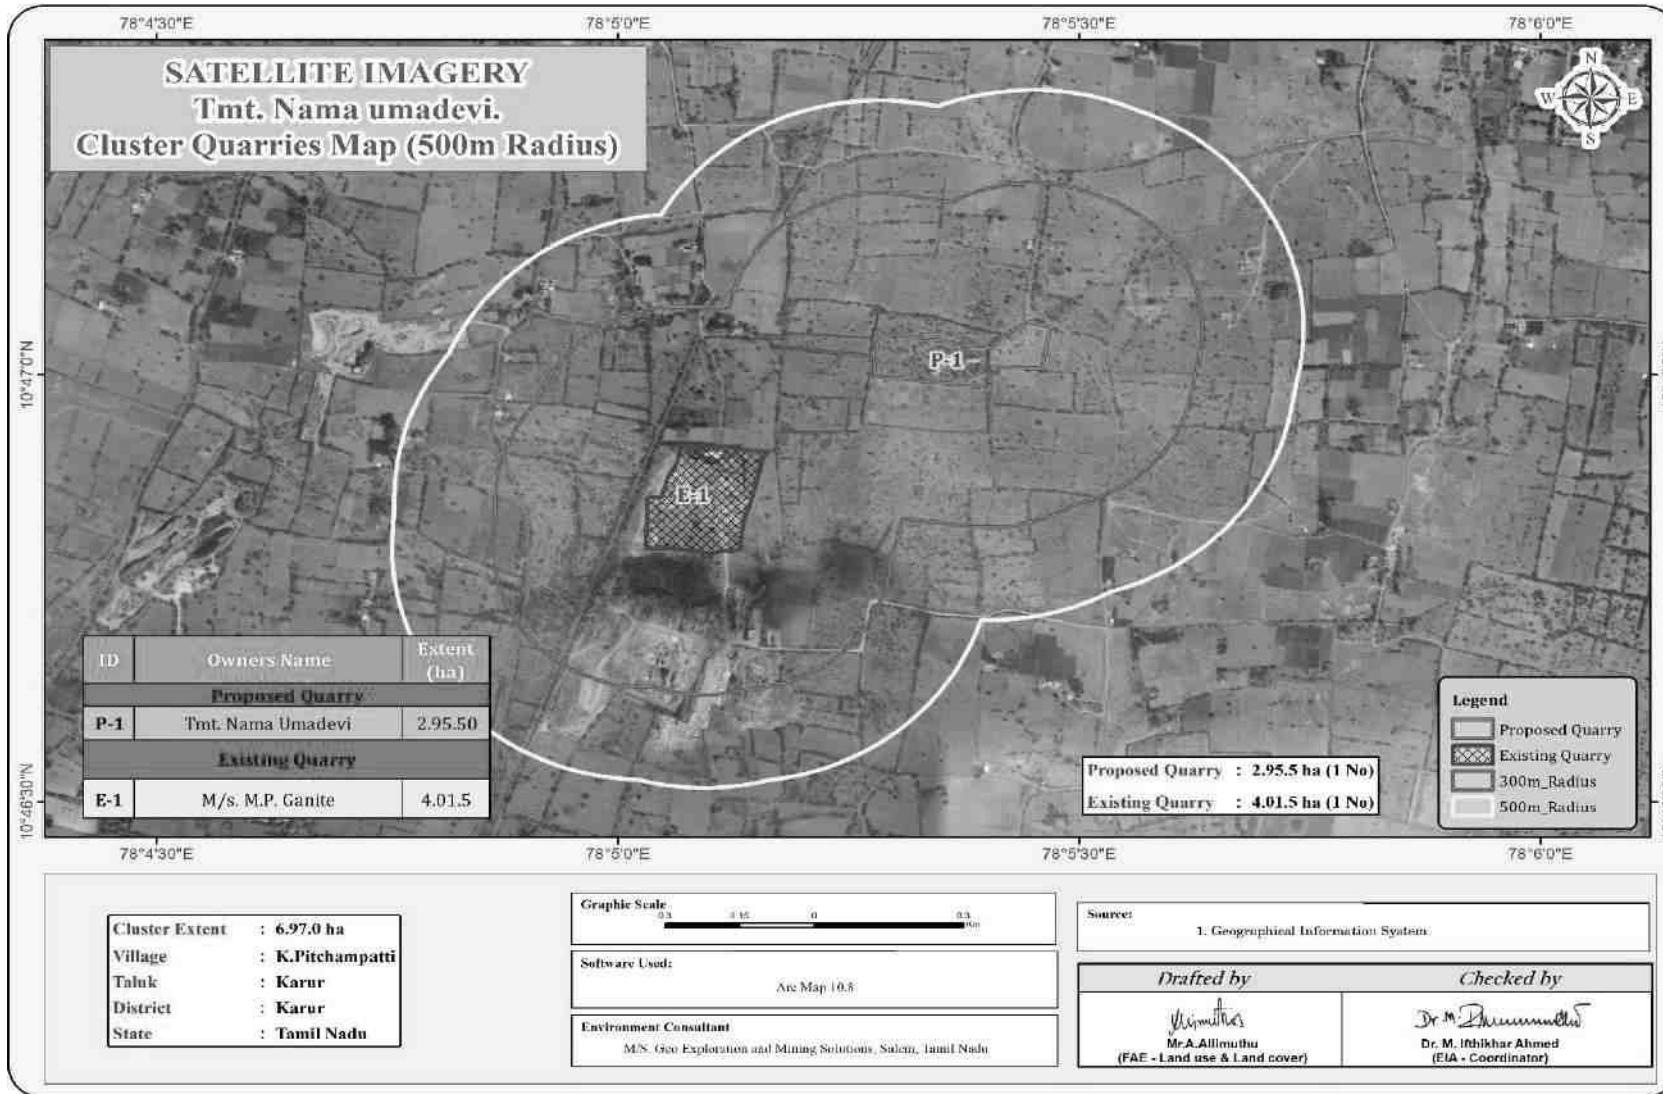 78°4'30"E 78°5'0"E 78°5'30"E 78°6'0"E
SATELLITE IMAGERY
Tmt. Nama umadevi.
Cluster Quarries Map (500m Radius)
N
W E
S
10°47'0"N
P-1
E-1
ID Owners Name Extent (ha)
Proposed Quarry
P-1 Tmt. Nama Umadevi 2.95.50
Existing Quarry
E-1 M/s. M.P. Ganite 4.01.5
10°46'30"N
Proposed Quarry : 2.95.5 ha (1 No)
Existing Quarry : 4.01.5 ha (1 No)
Legend
Proposed Quarry
Existing Quarry
300m_Radius
500m_Radius
78°4'30"E 78°5'0"E 78°5'30"E 78°6'0"E
Cluster Extent : 6.97.0 ha
Village : K.Pitchampatti
Taluk : Karur
District : Karur
State : Tamil Nadu
Graphic Scale
0.3 0.15 0 0.3
Km
Software Used:
Arc Map 10.8
Environment Consultant
M/S. Geo Exploration and Mining Solutions, Salem, Tamil Nadu
Source:
1. Geographical Information System
Drafted by
Mr.A.Allimuthu
(FAE - Land use & Land cover)
Checked by
Dr. M. Ifthikhar Ahmed
(EIA - Coordinator)